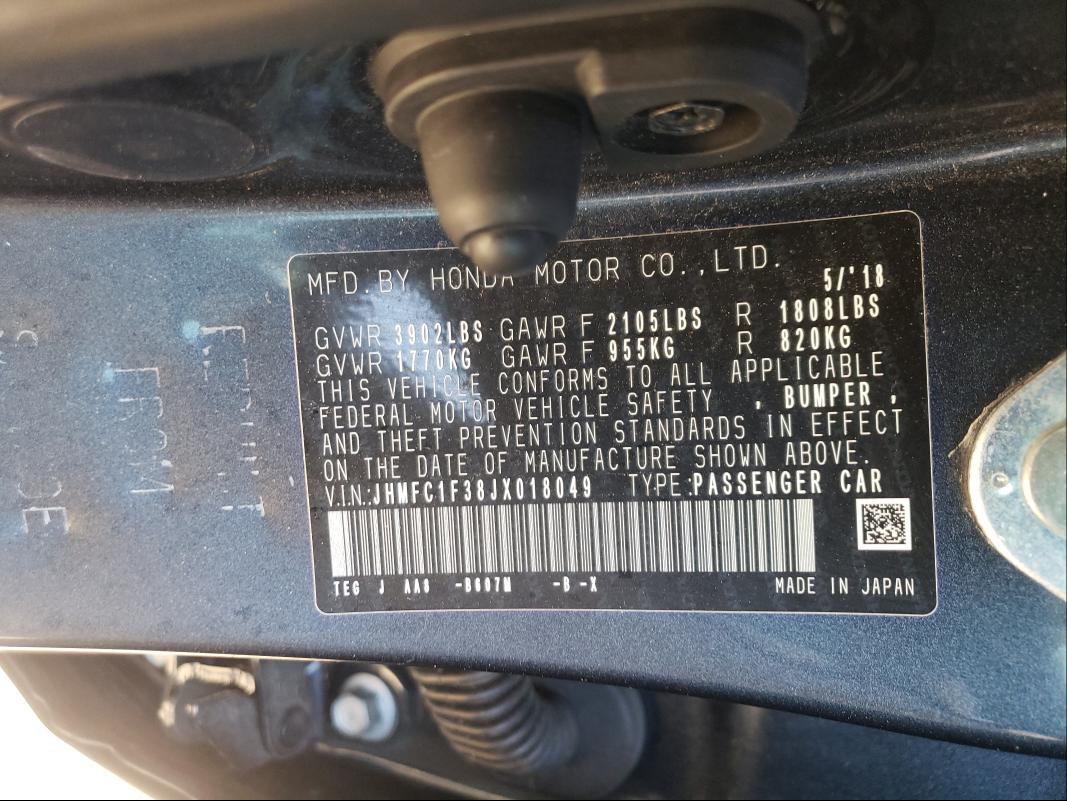 MFD. BY HONDA MOTOR CO., LTD.
5/'18
GVWR 3902LBS GAWR F 2105LBS R 1808LBS
GVWR 1770KG GAWR F 955KG R 820KG
THIS VEHICLE CONFORMS TO ALL APPLICABLE
FEDERAL MOTOR VEHICLE SAFETY , BUMPER ,
AND THEFT PREVENTION STANDARDS IN EFFECT
ON THE DATE OF MANUFACTURE SHOWN ABOVE.
V.I.N.:JHMFC1F38JX018049 TYPE:PASSENGER CAR
TEG J AA8 -B607M -B -X MADE IN JAPAN